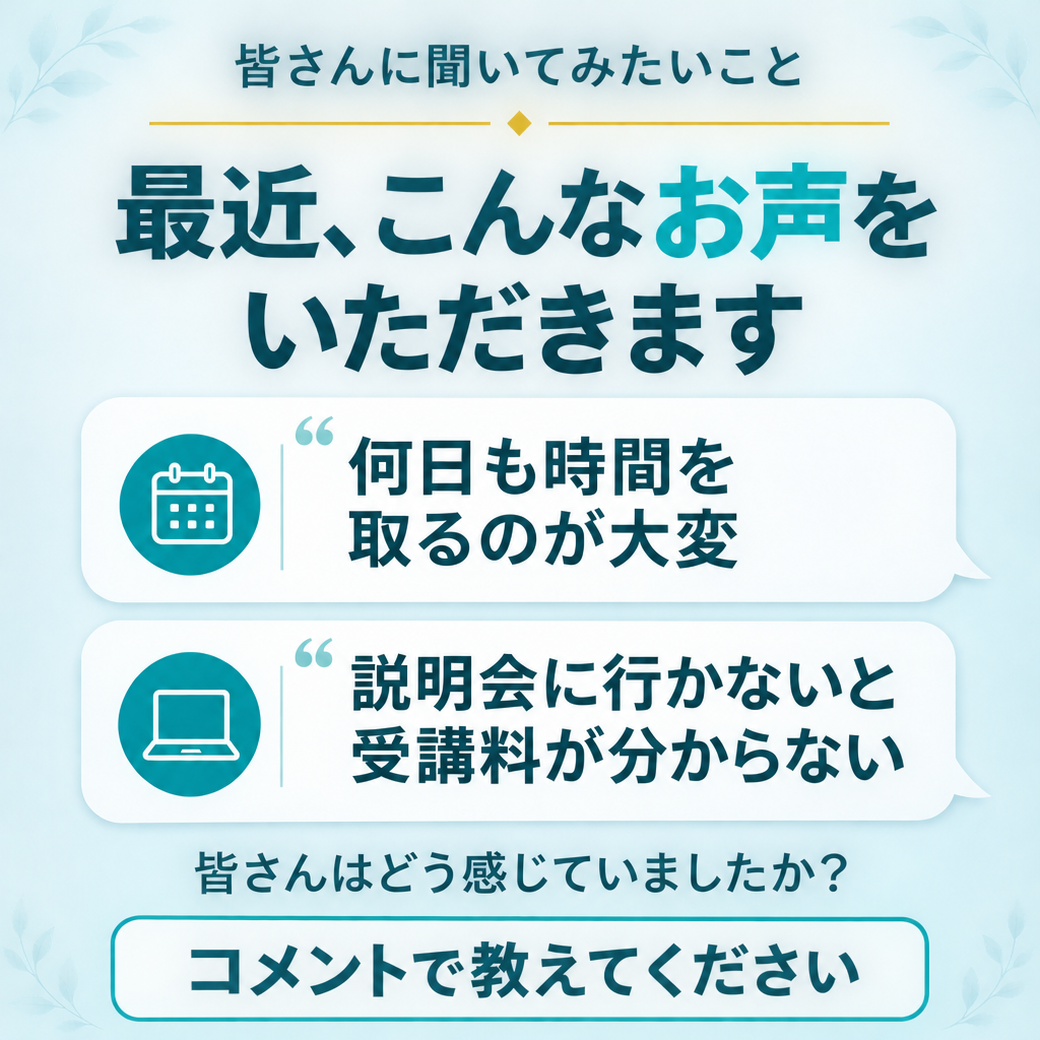 皆さんに聞いてみたいこと
最近、こんなお声を
いただきます
“何日も時間を
取るのが大変
“説明会に行かないと
受講料が分からない
皆さんはどう感じていましたか？
コメントで教えてください